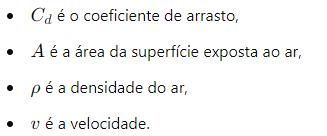 • C_d é o coeficiente de arrasto,
• A é a área da superfície exposta ao ar,
• ρ é a densidade do ar,
• v é a velocidade.